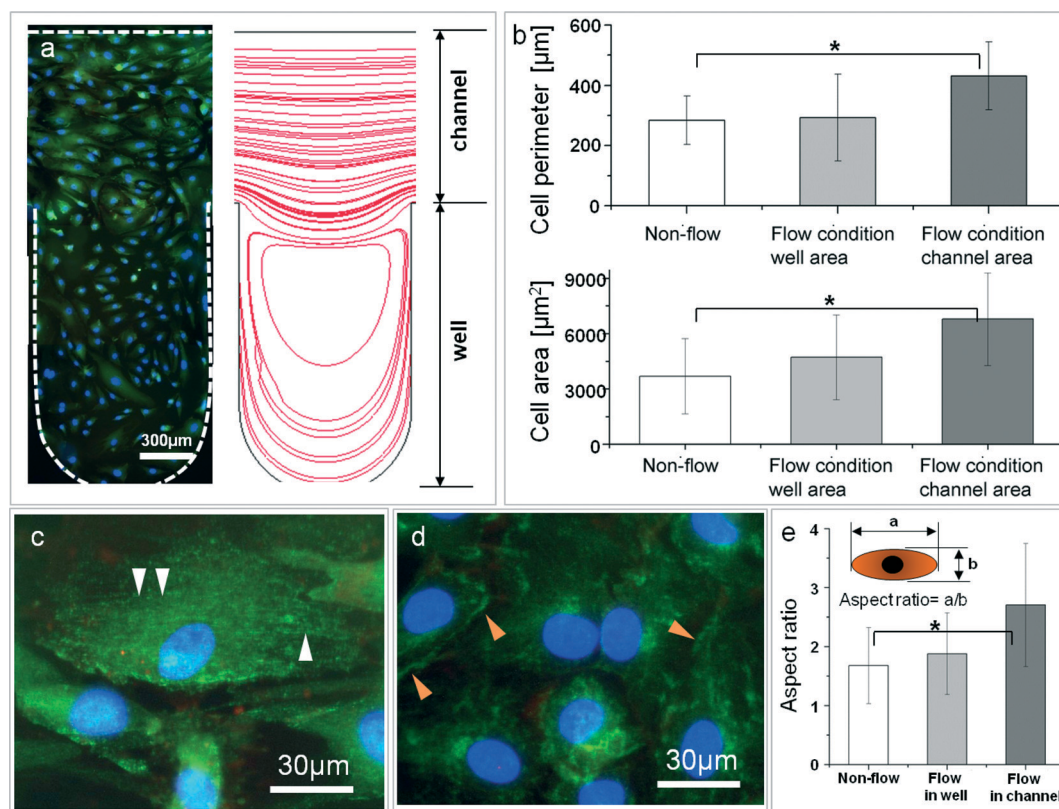 a
300µm
channel
well
b
Cell perimeter [µm]
600
400
200
0
*
Non-flow
Flow condition
well area
Flow condition
channel area
Cell area [µm²]
9000
6000
3000
0
*
Non-flow
Flow condition
well area
Flow condition
channel area
c
30µm
d
30µm
e
Aspect ratio
4
3
2
1
0
a
b
Aspect ratio= a/b
*
Non-flow
Flow
in well
Flow
in channel